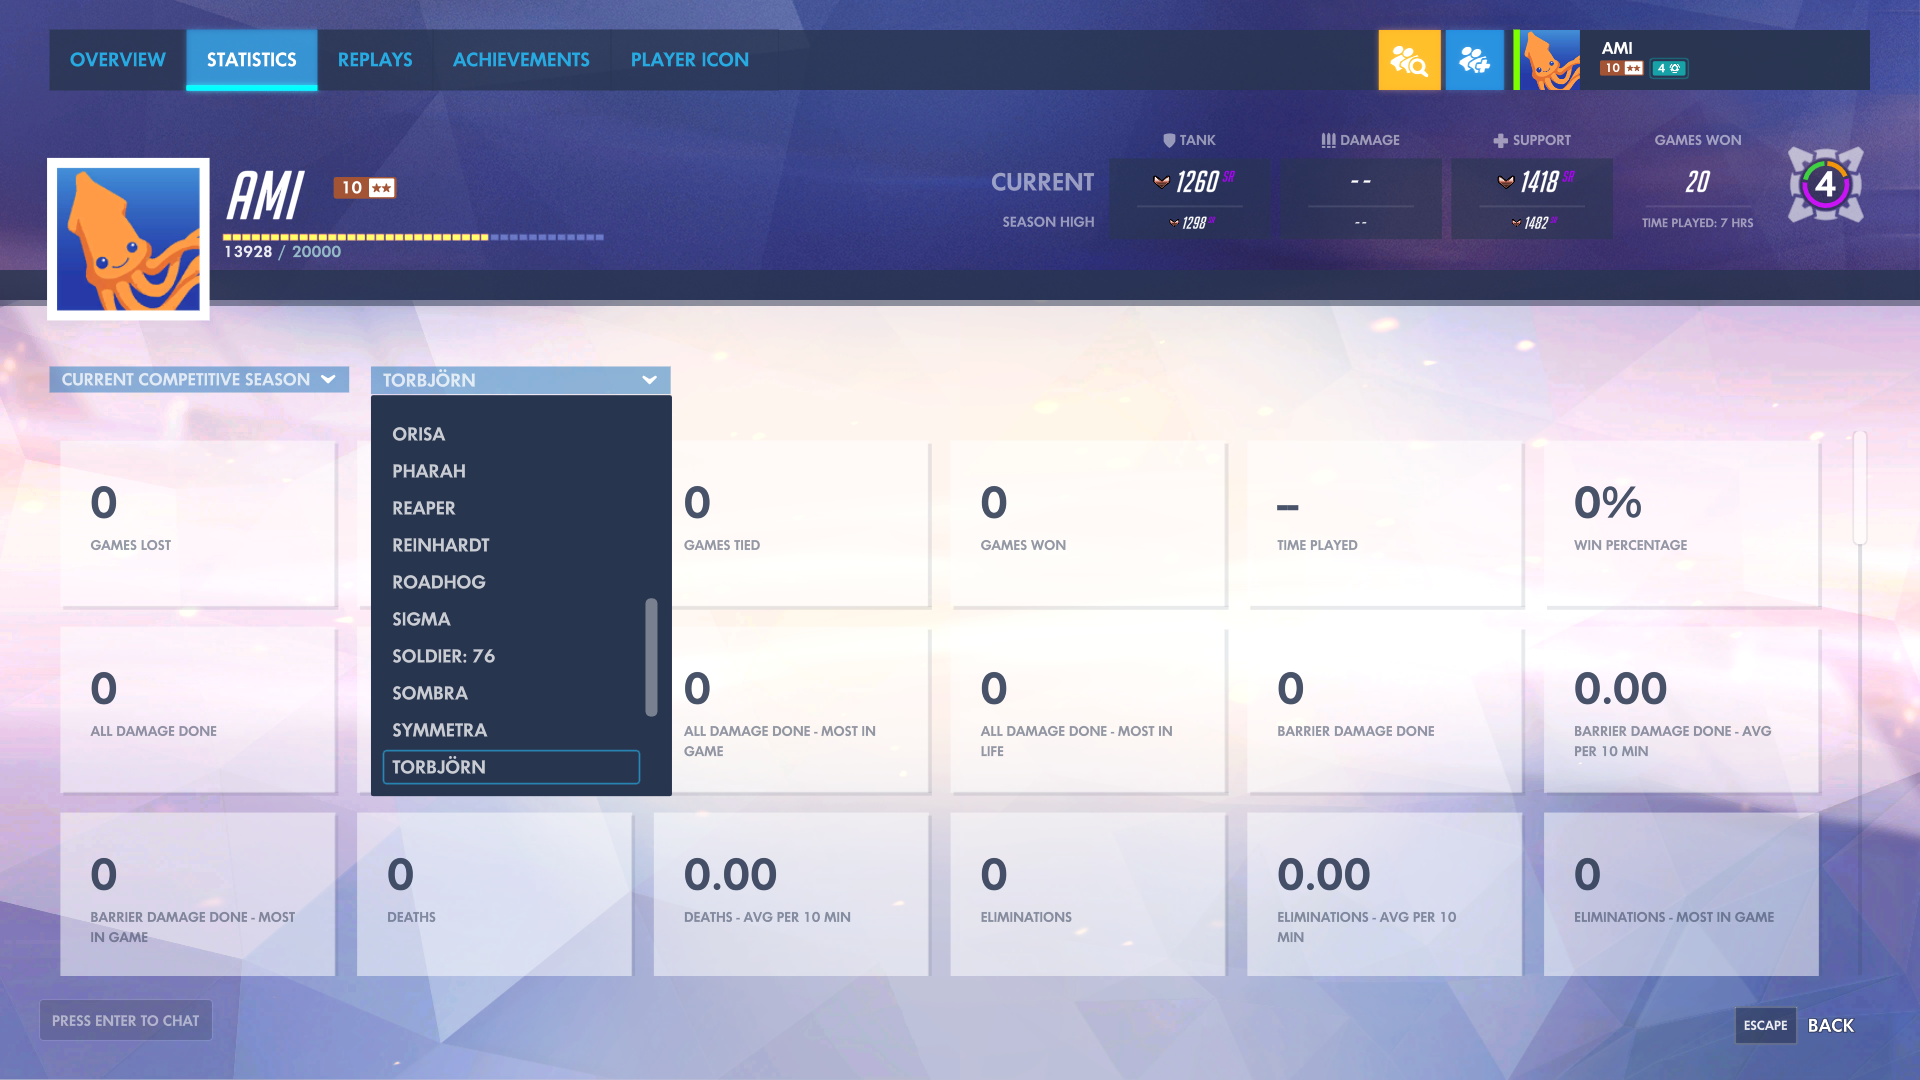 OVERVIEW
STATISTICS
REPLAYS
ACHIEVEMENTS
PLAYER ICON
AMI
10
4
AMI
10
13928 / 20000
TANK
DAMAGE
SUPPORT
GAMES WON
CURRENT
1260 SR
--
1418 SR
20
4
SEASON HIGH
1298 SR
--
1482 SR
TIME PLAYED: 7 HRS
CURRENT COMPETITIVE SEASON
TORBJÖRN
ORISA
PHARAH
REAPER
REINHARDT
ROADHOG
SIGMA
SOLDIER: 76
SOMBRA
SYMMETRA
TORBJÖRN
0
GAMES LOST
0
GAMES TIED
0
GAMES WON
--
TIME PLAYED
0%
WIN PERCENTAGE
0
ALL DAMAGE DONE
0
ALL DAMAGE DONE - MOST IN
GAME
0
ALL DAMAGE DONE - MOST IN
LIFE
0
BARRIER DAMAGE DONE
0.00
BARRIER DAMAGE DONE - AVG
PER 10 MIN
0
BARRIER DAMAGE DONE - MOST
IN GAME
0
DEATHS
0.00
DEATHS - AVG PER 10 MIN
0
ELIMINATIONS
0.00
ELIMINATIONS - AVG PER 10
MIN
0
ELIMINATIONS - MOST IN GAME
PRESS ENTER TO CHAT
ESCAPE
BACK